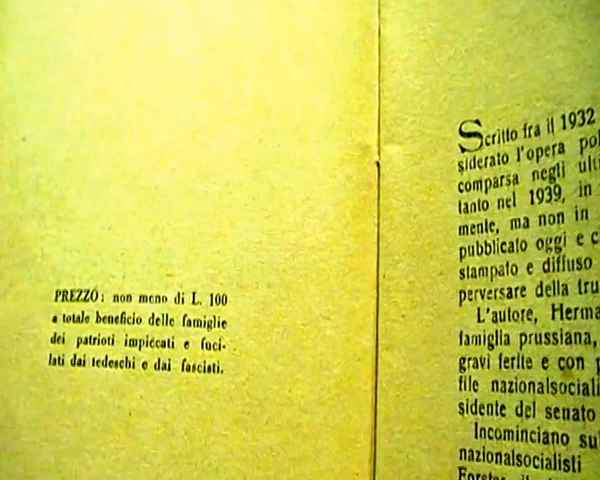 PREZZO: non meno di L. 100
a totale beneficio delle famiglie
dei patrioti impiccati e fuci-
lati dai tedeschi e dai fascisti.
Scritto fra il 1932
siderato l'opera pol
comparsa negli ulti
tanto nel 1939, in
mente, ma non in
pubblicato oggi e c
stampato e diffuso
perversare della tru
L'autore, Herma
famiglia prussiana,
gravi ferite e con p
file nazionalsociali
sidente del senato
Incominciano su
nazionalsocialisti
Forster, il